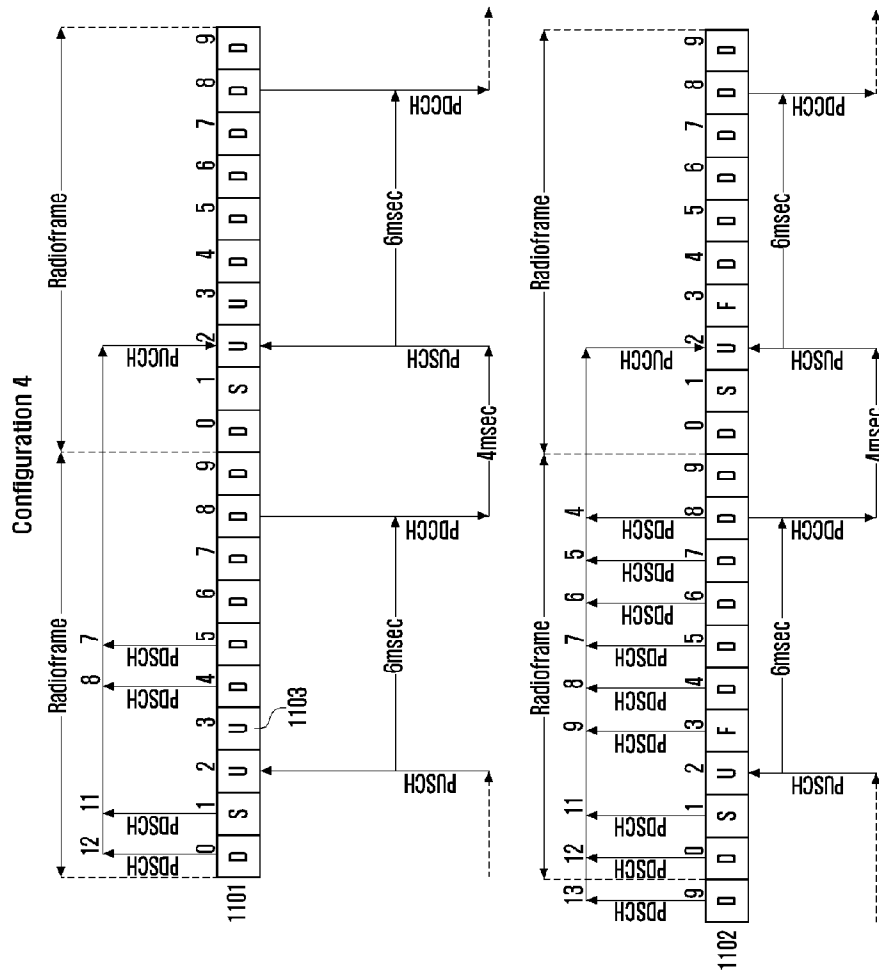 Configuration 4
Radioframe
Radioframe
12
11
8
7
PDSCH
PDSCH
PDSCH
PDSCH
PUCCH
0 1 2 3 4 5 6 7 8 9 0 1 2 3 4 5 6 7 8 9
1101
D S U U D D D D D D D S U U D D D D D D
1103
6msec
6msec
PUSCH
PDCCH
4msec
PUSCH
PDCCH
Radioframe
Radioframe
13
12
11
9
8
7
6
5
4
PDSCH
PDSCH
PDSCH
PDSCH
PDSCH
PDSCH
PDSCH
PDSCH
PDSCH
PUCCH
9 0 1 2 3 4 5 6 7 8 9 0 1 2 3 4 5 6 7 8 9
1102
D D S U F D D D D D D D S U F D D D D D D
6msec
6msec
PUSCH
PDCCH
4msec
PUSCH
PDCCH